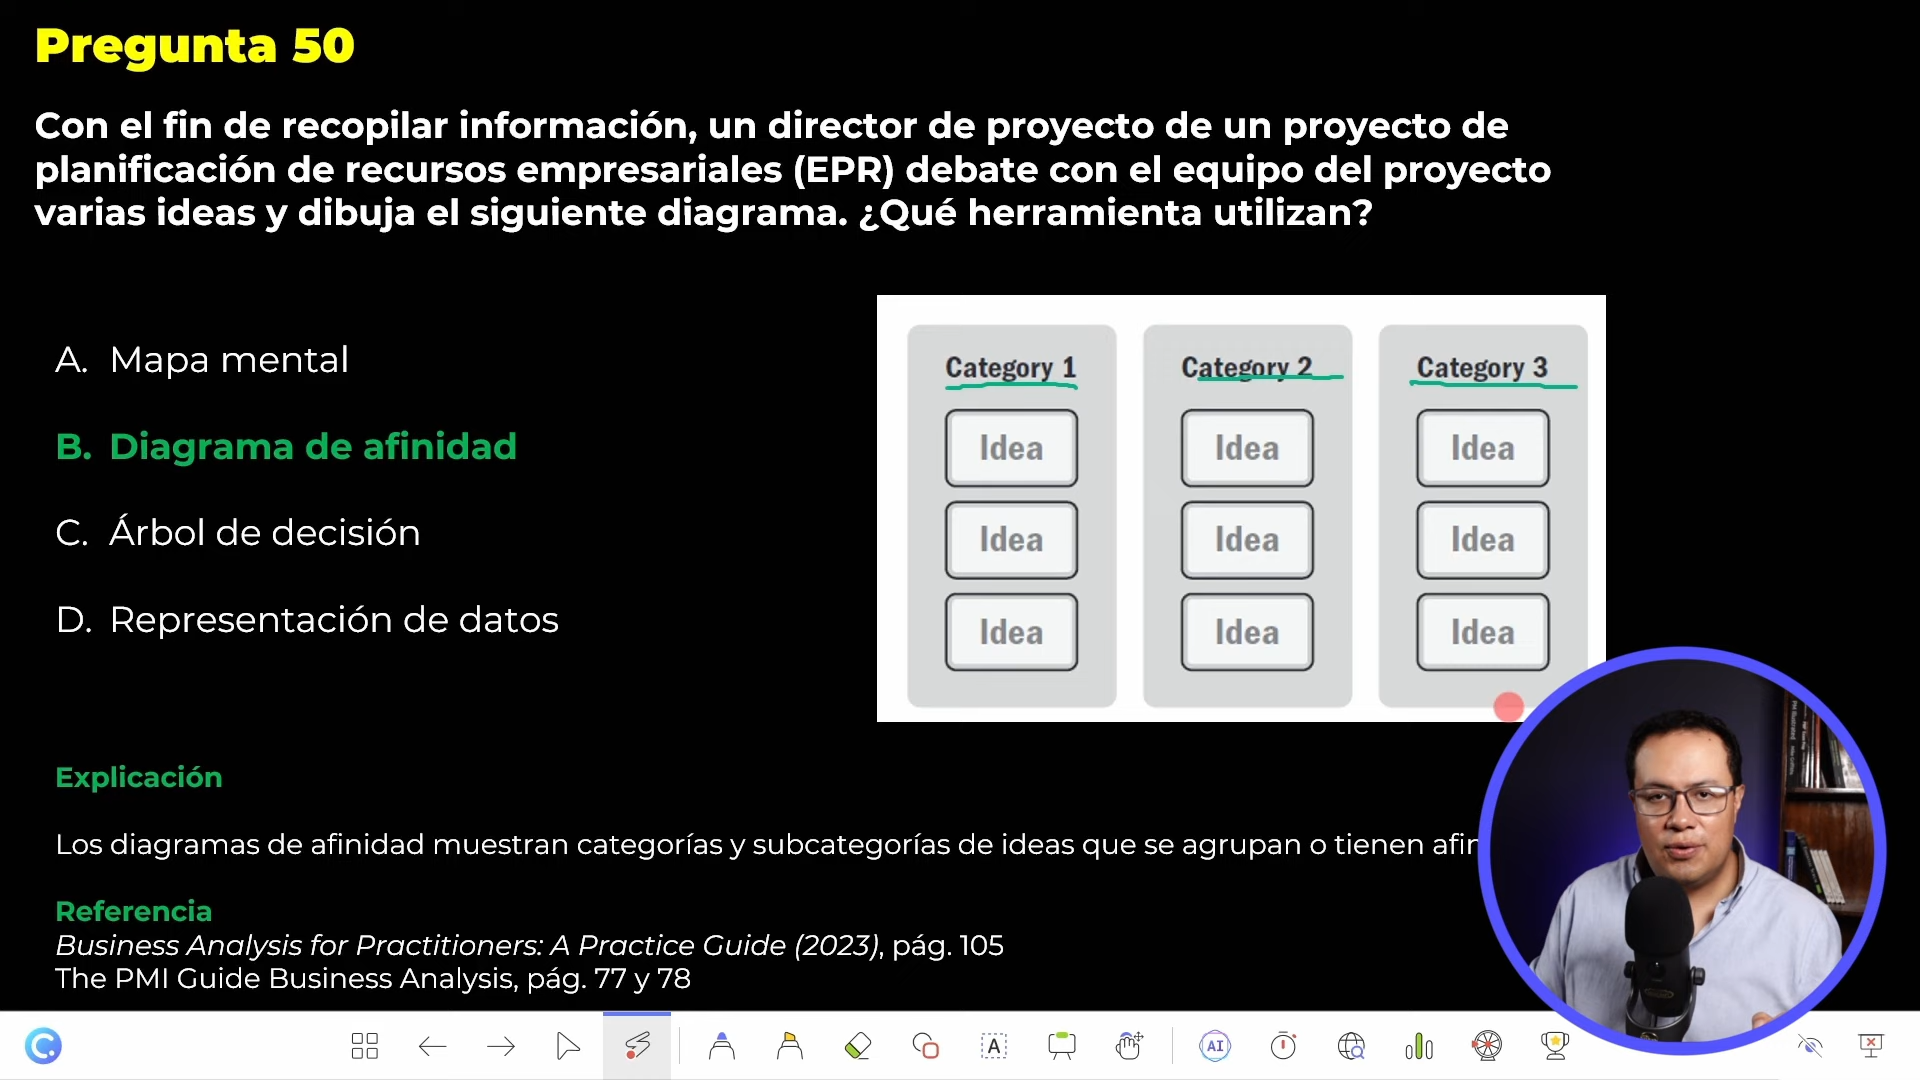 Pregunta 50
Con el fin de recopilar información, un director de proyecto de un proyecto de
planificación de recursos empresariales (EPR) debate con el equipo del proyecto
varias ideas y dibuja el siguiente diagrama. ¿Qué herramienta utilizan?
A. Mapa mental
B. Diagrama de afinidad
C. Árbol de decisión
D. Representación de datos
Category 1
Category 2
Category 3
Idea
Idea
Idea
Idea
Idea
Idea
Idea
Idea
Idea
Explicación
Los diagramas de afinidad muestran categorías y subcategorías de ideas que se agrupan o tienen
Referencia
Business Analysis for Practitioners: A Practice Guide (2023), pág. 105
The PMI Guide Business Analysis, pág. 77 y 78
A
AI